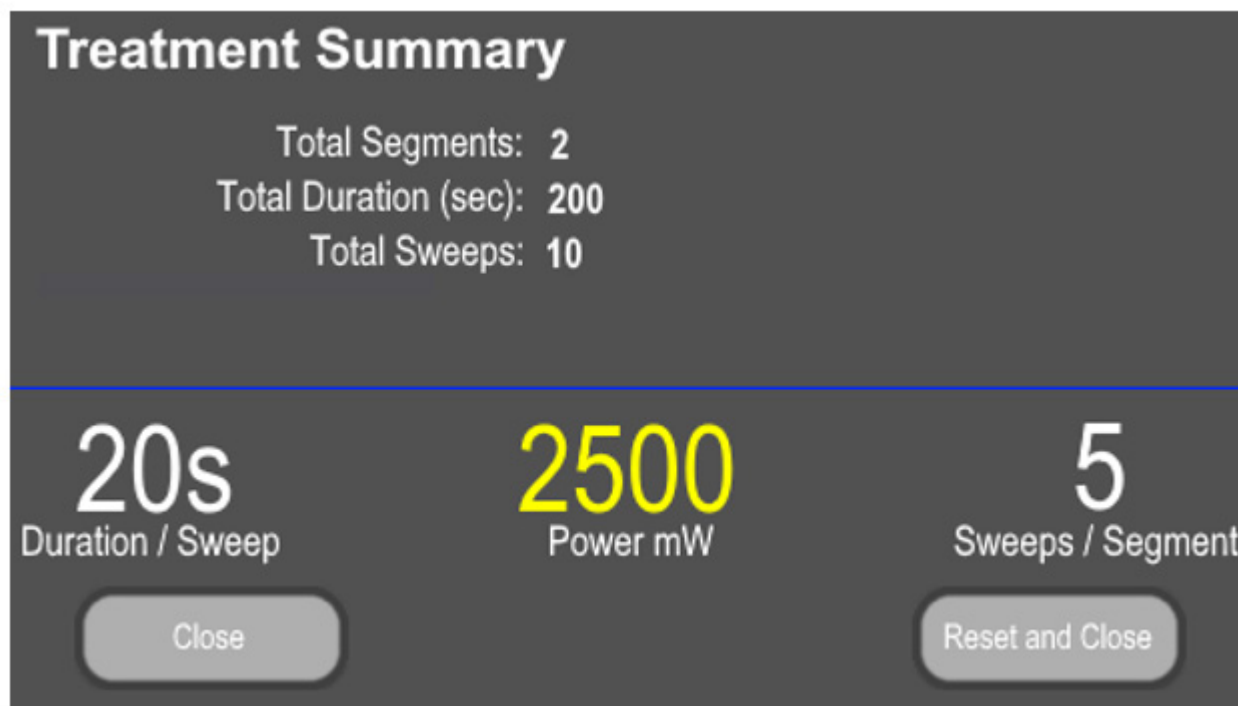 Treatment Summary
Total Segments: 2
Total Duration (sec): 200
Total Sweeps: 10
20s 2500 5
Duration / Sweep Power mW Sweeps / Segment
Close Reset and Close